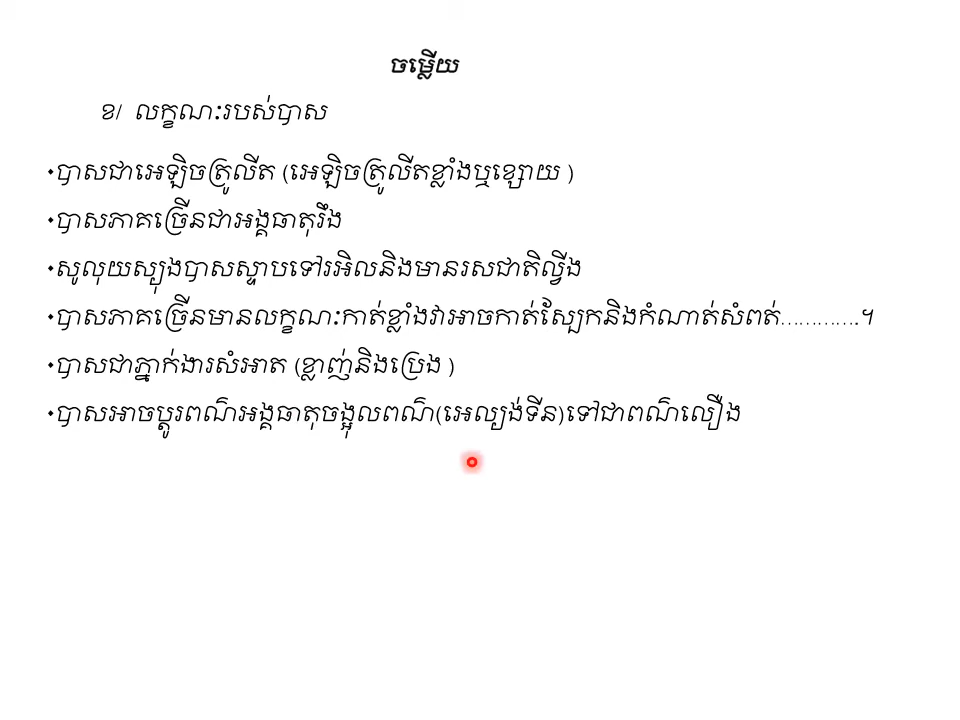 ចម្លើយ
ខ/ លក្ខណៈរបស់បាស
•បាសជាអេឡិចត្រូលីត (អេឡិចត្រូលីតខ្លាំងឬខ្សោយ )
•បាសភាគច្រើនជាអង្គធាតុរឹង
•សូលុយស្យុងបាសស្ទាបទៅរអិលនិងមានរសជាតិល្វីង
•បាសភាគច្រើនមានលក្ខណៈកាត់ខ្លាំងវាអាចកាត់ស្បែកនិងកំណាត់សំពត់………….។
•បាសជាភ្នាក់ងារសំអាត (ខ្លាញ់និងប្រេង )
•បាសអាចប្តូរពណ៌អង្គធាតុចង្អុលពណ៌(អេល្យង់ទីន)ទៅជាពណ៌លឿង